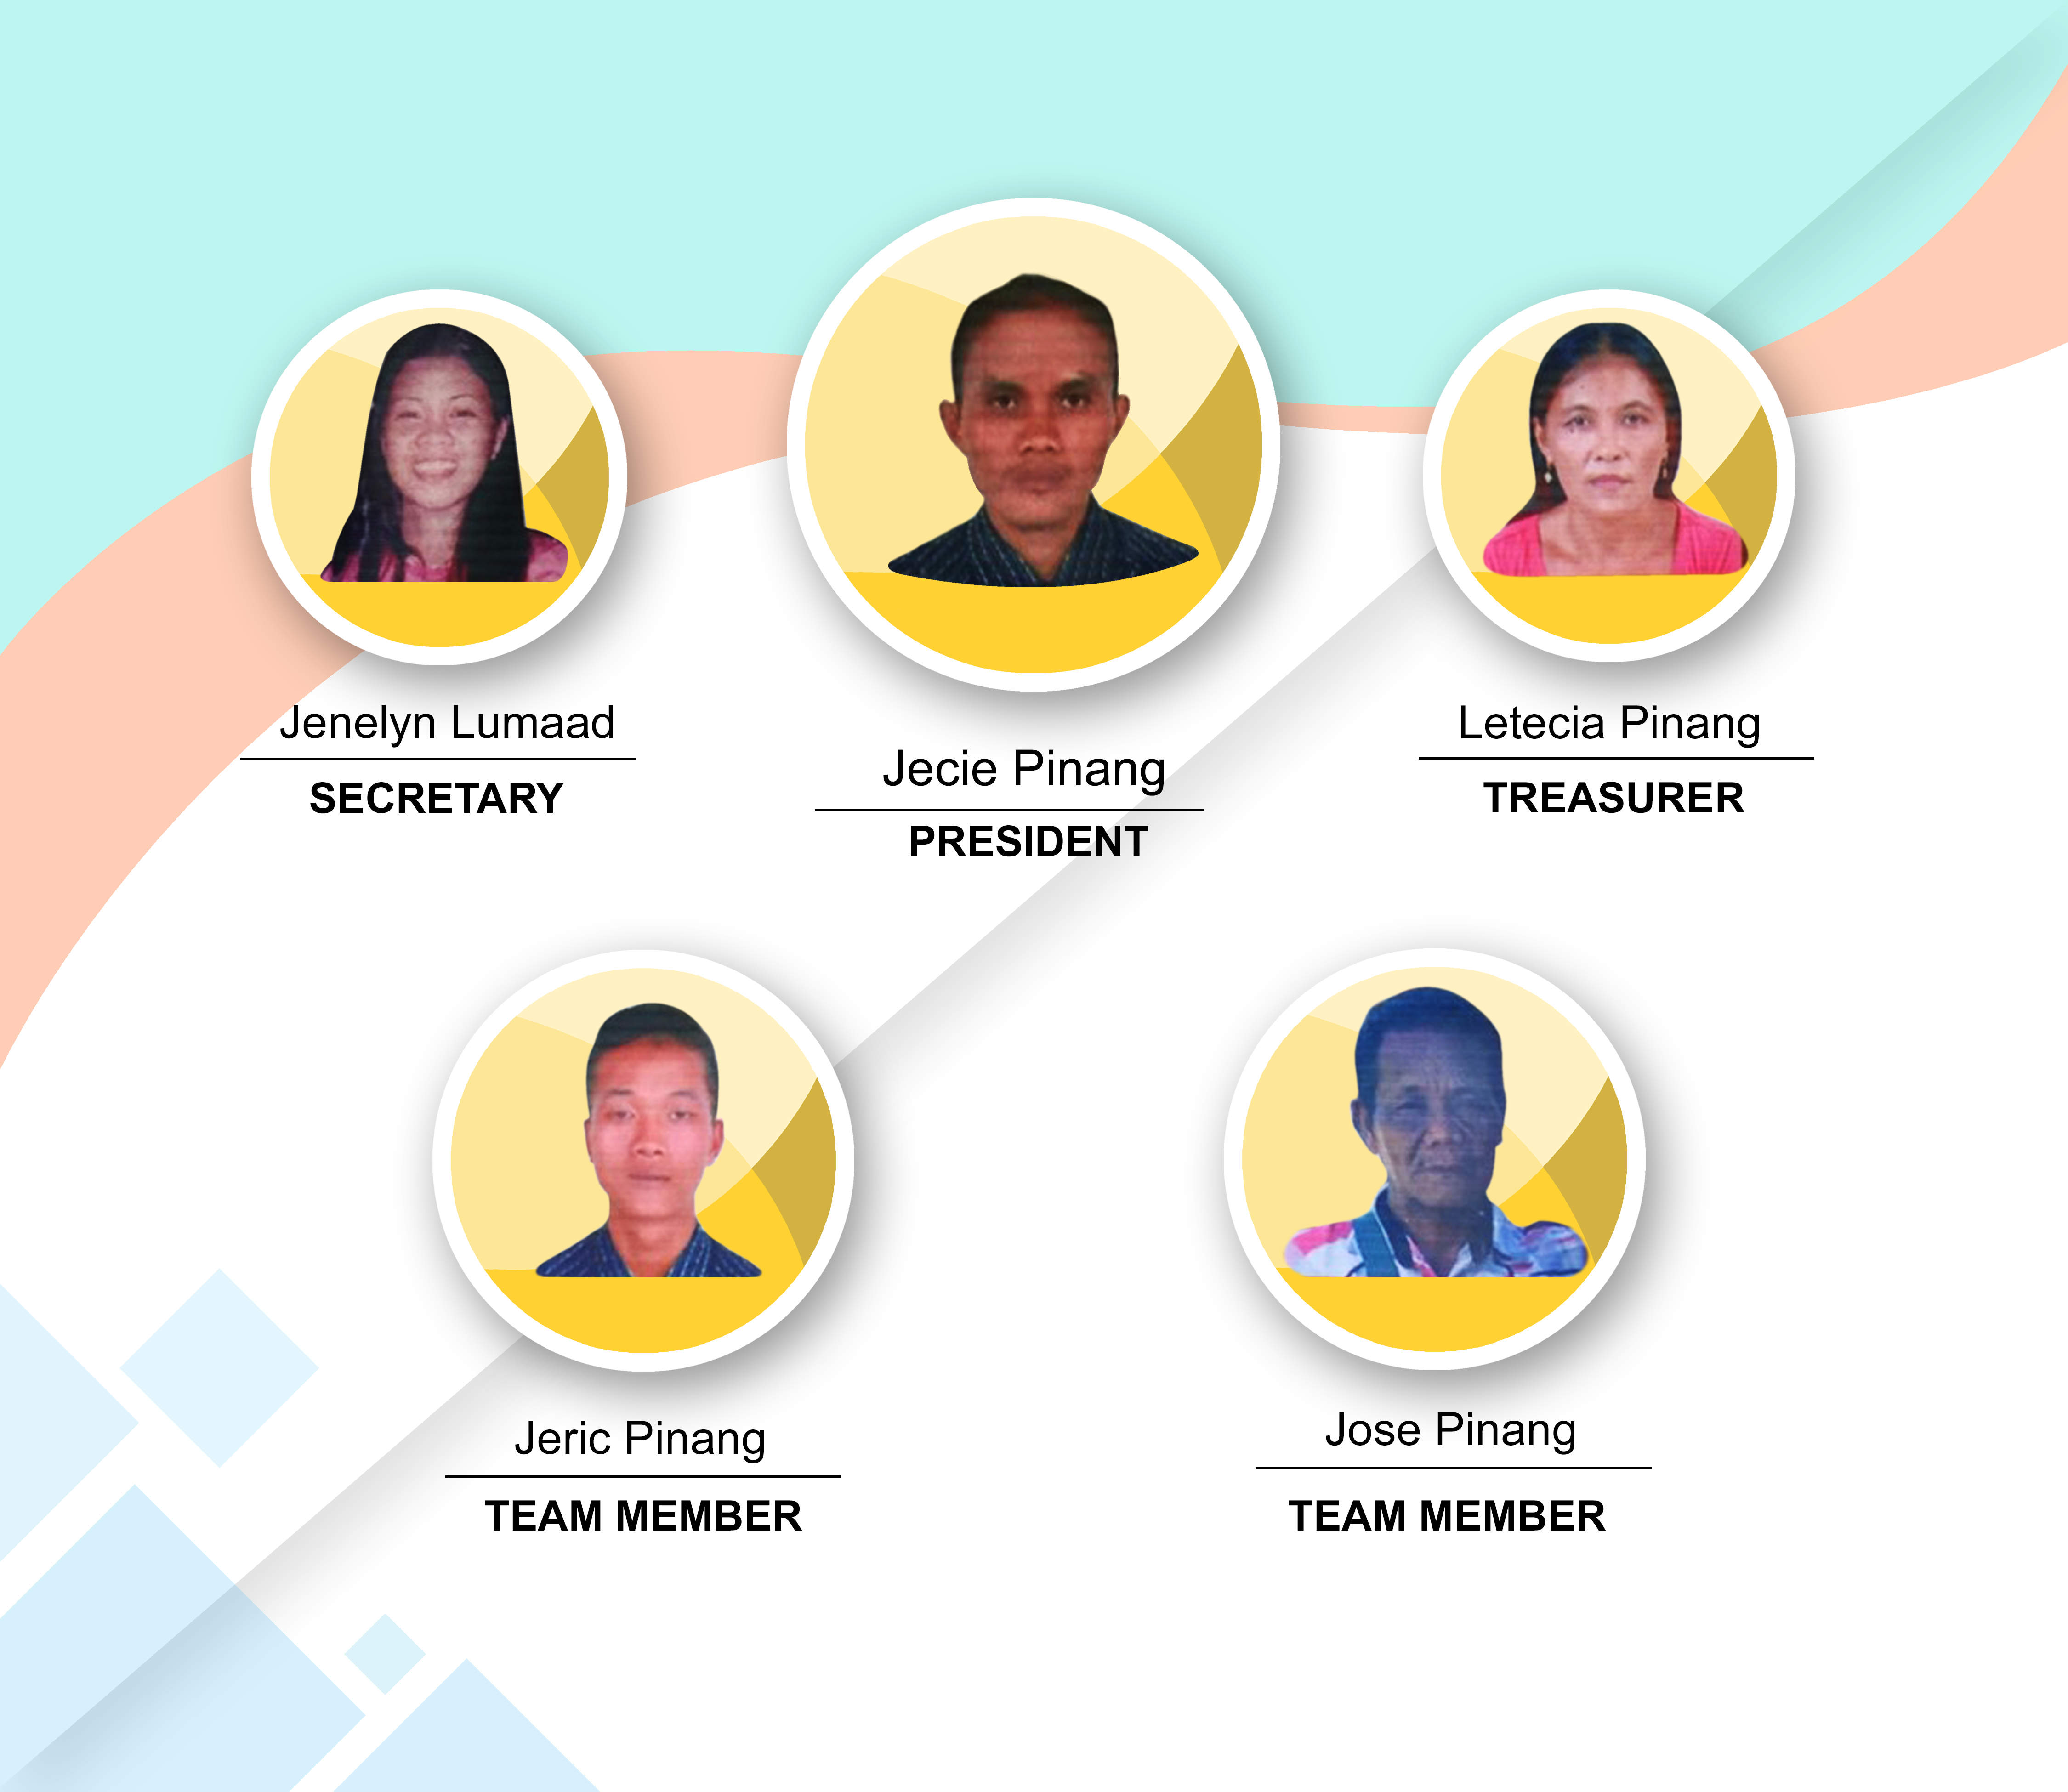 Jenelyn Lumaad
SECRETARY
Jecie Pinang
PRESIDENT
Letecia Pinang
TREASURER
Jeric Pinang
TEAM MEMBER
Jose Pinang
TEAM MEMBER